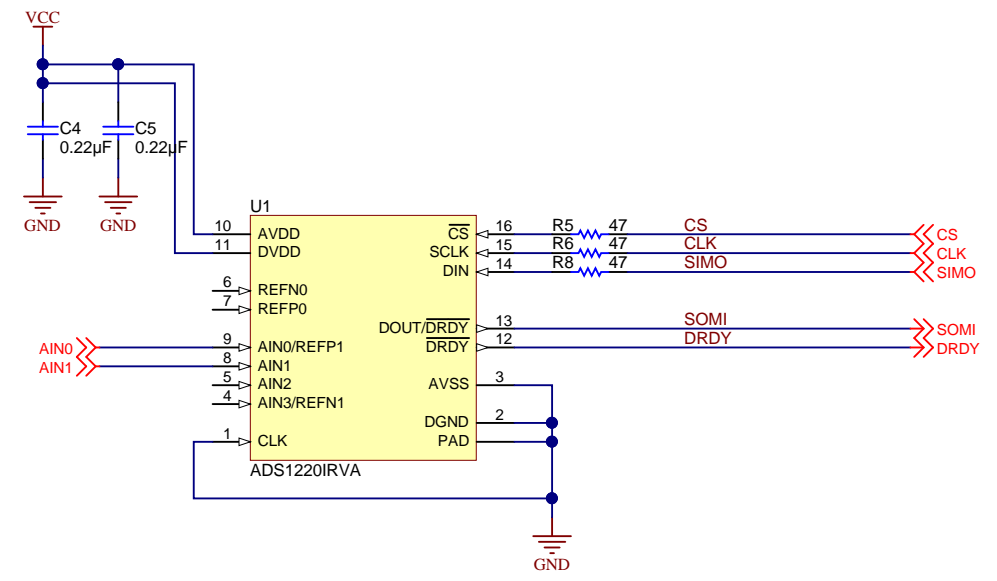 VCC
C4
0.22µF
C5
0.22µF
GND
GND
U1
10 AVDD
11 DVDD
6 REFN0
7 REFP0
AIN0 9 AIN0/REFP1
AIN1 8 AIN1
5 AIN2
4 AIN3/REFN1
1 CLK
CS 16 R5 47 CS CS
SCLK 15 R6 47 CLK CLK
DIN 14 R8 47 SIMO SIMO
DOUT/DRDY 13 SOMI SOMI
DRDY 12 DRDY DRDY
AVSS 3
DGND 2
PAD
ADS1220IRVA
GND